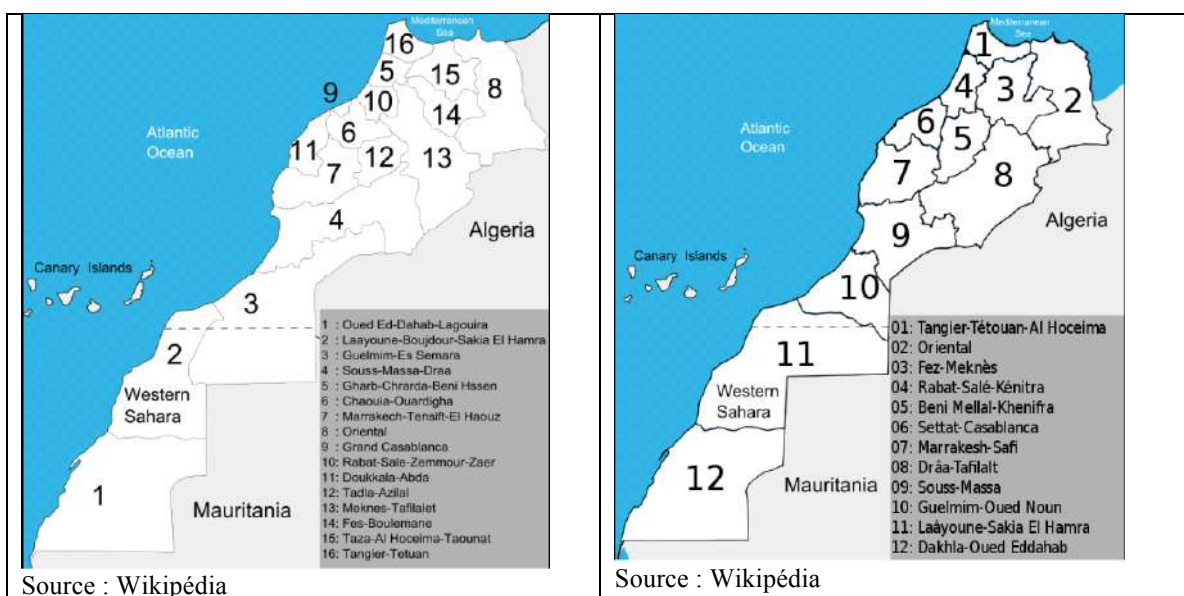 Mediterranean
Sea
16
5
15
8
9
10
14
6
11
12
13
7
4
Atlantic
Ocean
Algeria
Canary Islands
3
2
Western
Sahara
1
Mauritania
1 : Oued Ed-Dahab-Lagouira
2 : Laayoune-Boujdour-Sakia El Hamra
3 : Guelmim-Es Semara
4 : Souss-Massa-Draa
5 : Gharb-Chrarda-Beni Hssen
6 : Chaouia-Ouardigha
7 : Marrakech-Tensift-El Haouz
8 : Oriental
9 : Grand Casablanca
10: Rabat-Sale-Zemmour-Zaer
11: Doukkala-Abda
12: Tadla-Azilal
13: Meknes-Tafilalet
14: Fes-Boulemane
15: Taza-Al Hoceima-Taounat
16: Tangier-Tetuan
Source : Wikipédia
Mediterranean
Sea
1
4
3
2
6
5
7
8
9
10
Atlantic
Ocean
Algeria
Canary Islands
11
Western
Sahara
12
Mauritania
01: Tangier-Tétouan-Al Hoceima
02: Oriental
03: Fez-Meknès
04: Rabat-Salé-Kénitra
05: Beni Mellal-Khenifra
06: Settat-Casablanca
07: Marrakesh-Safi
08: Drâa-Tafilalt
09: Souss-Massa
10: Guelmim-Oued Noun
11: Laâyoune-Sakia El Hamra
12: Dakhla-Oued Eddahab
Source : Wikipédia